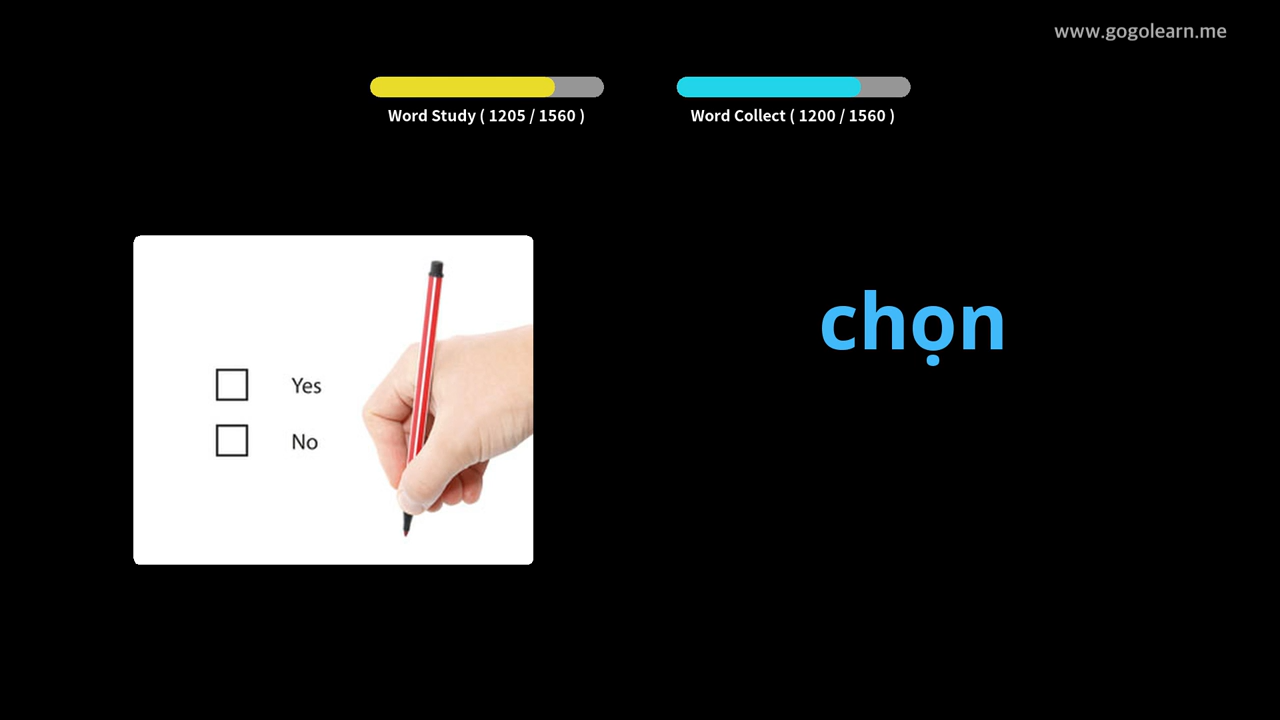 www.gogolearn.me
Word Study ( 1205 / 1560 )
Word Collect ( 1200 / 1560 )
chọn
Yes
No